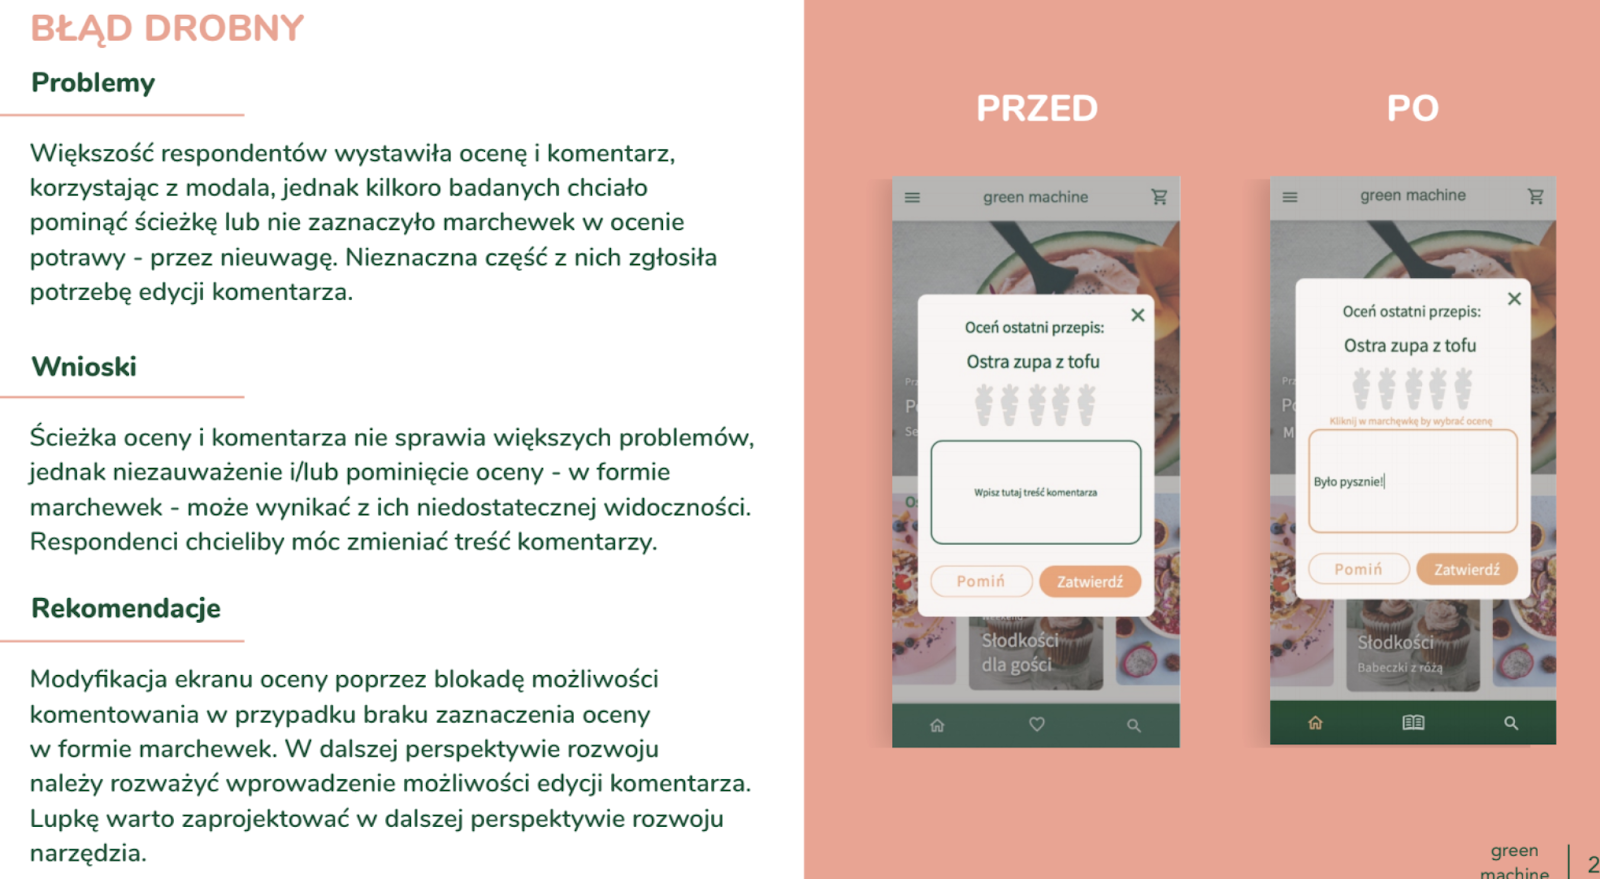 BŁĄD DROBNY
Problemy
Większość respondentów wystawiła ocenę i komentarz,
korzystając z modala, jednak kilkoro badanych chciało
pominąć ścieżkę lub nie zaznaczyło marchewek w ocenie
potrawy - przez nieuwagę. Nieznaczna część z nich zgłosiła
potrzebę edycji komentarza.
Wnioski
Ścieżka oceny i komentarza nie sprawia większych problemów,
jednak niezauważenie i/lub pominięcie oceny - w formie
marchewek - może wynikać z ich niedostatecznej widoczności.
Respondenci chcieliby móc zmieniać treść komentarzy.
Rekomendacje
Modyfikacja ekranu oceny poprzez blokadę możliwości
komentowania w przypadku braku zaznaczenia oceny
w formie marchewek. W dalszej perspektywie rozwoju
należy rozważyć wprowadzenie możliwości edycji komentarza.
Lupkę warto zaprojektować w dalszej perspektywie rozwoju
narzędzia.
PRZED
green machine
Oceń ostatni przepis:
Ostra zupa z tofu
Wpisz tutaj treść komentarza
Pomiń
Zatwierdź
Słodkości
dla gości
PO
green machine
Oceń ostatni przepis:
Ostra zupa z tofu
Kliknij w marchewkę by wybrać ocenę
Było pysznie!
Pomiń
Zatwierdź
Słodkości
Babeczki z różą
green
machine
2